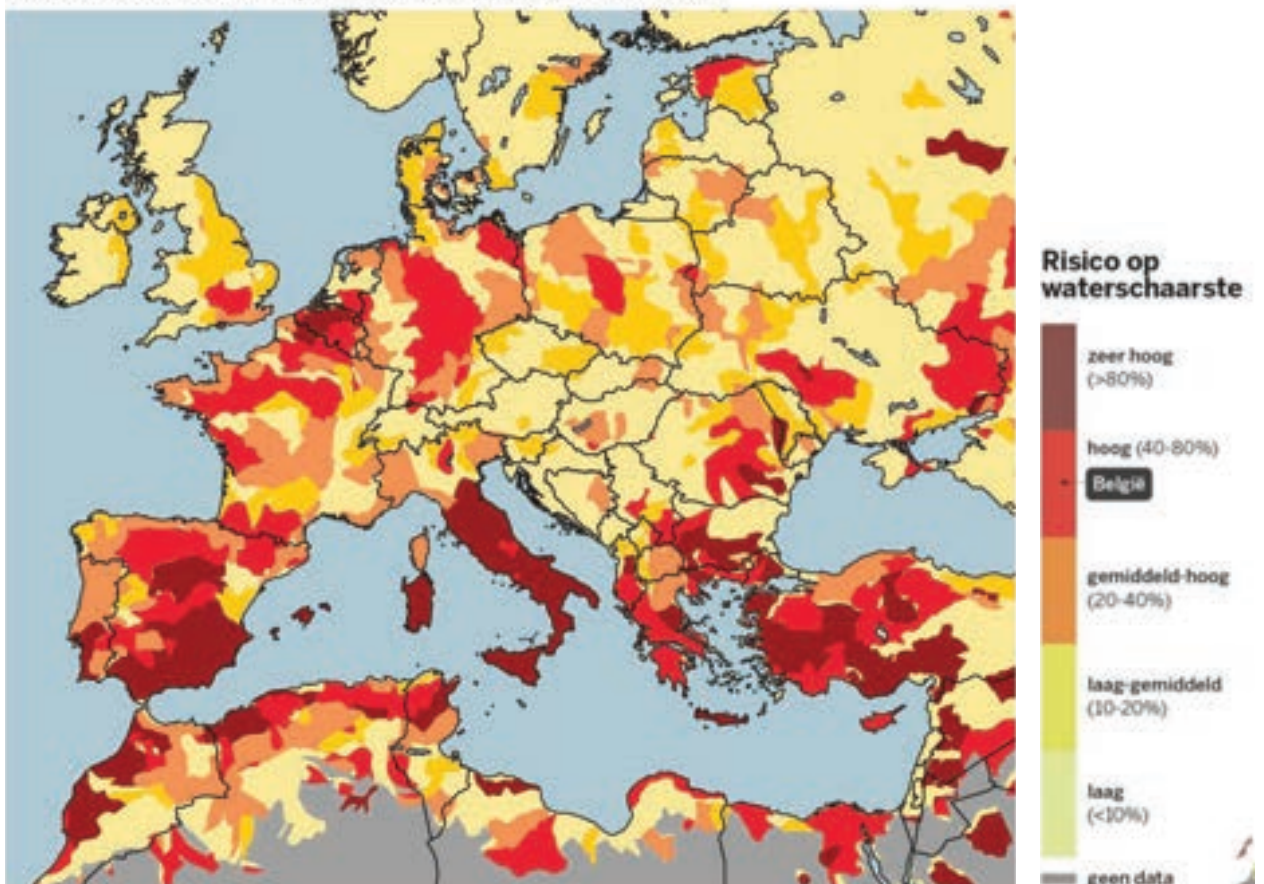 Risico op
waterschaarste
zeer hoog
(>80%)
hoog (40-80%)
België
gemiddeld-hoog
(20-40%)
laag-gemiddeld
(10-20%)
laag
(<10%)
geen data